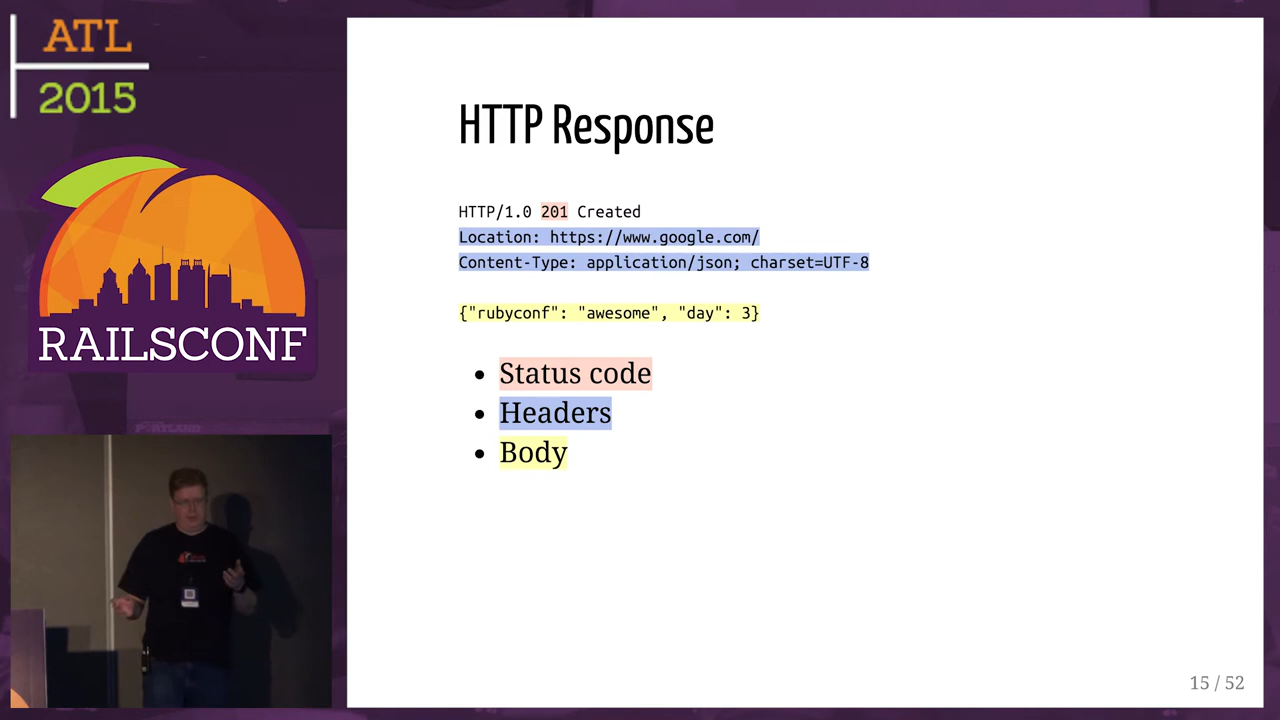 ATL
2015
RAILSCONF
HTTP Response
HTTP/1.0 201 Created
Location: https://www.google.com/
Content-Type: application/json; charset=UTF-8
{"rubyconf": "awesome", "day": 3}
Status code
Headers
Body
15 / 52
PORTLAND